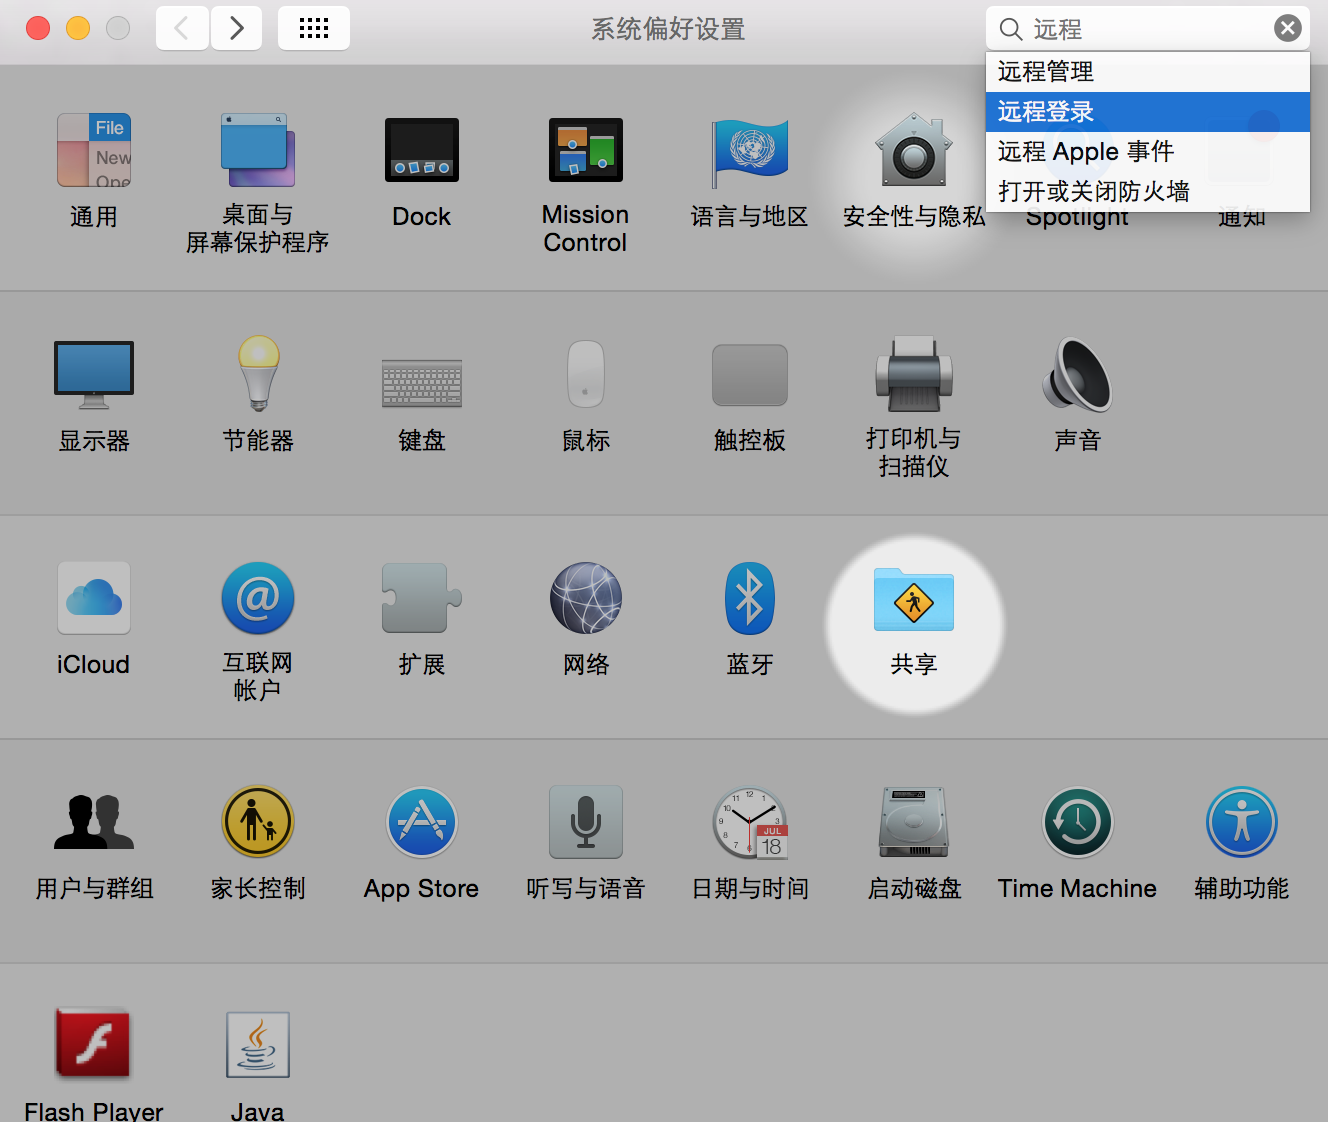 系统偏好设置
远程
远程管理
远程登录
远程 Apple 事件
打开或关闭防火墙
File
New
Ope
通用
桌面与
屏幕保护程序
Dock
Mission
Control
语言与地区
安全性与隐私
Spotlight
通知
显示器
节能器
键盘
鼠标
触控板
打印机与
扫描仪
声音
iCloud
互联网
帐户
扩展
网络
蓝牙
共享
用户与群组
家长控制
App Store
听写与语音
JUL
18
日期与时间
启动磁盘
Time Machine
辅助功能
Flash Player
Java